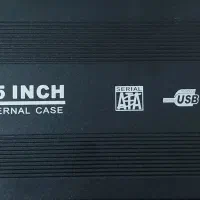 5 INCH
ERNAL CASE
SERIAL
ATA
USB